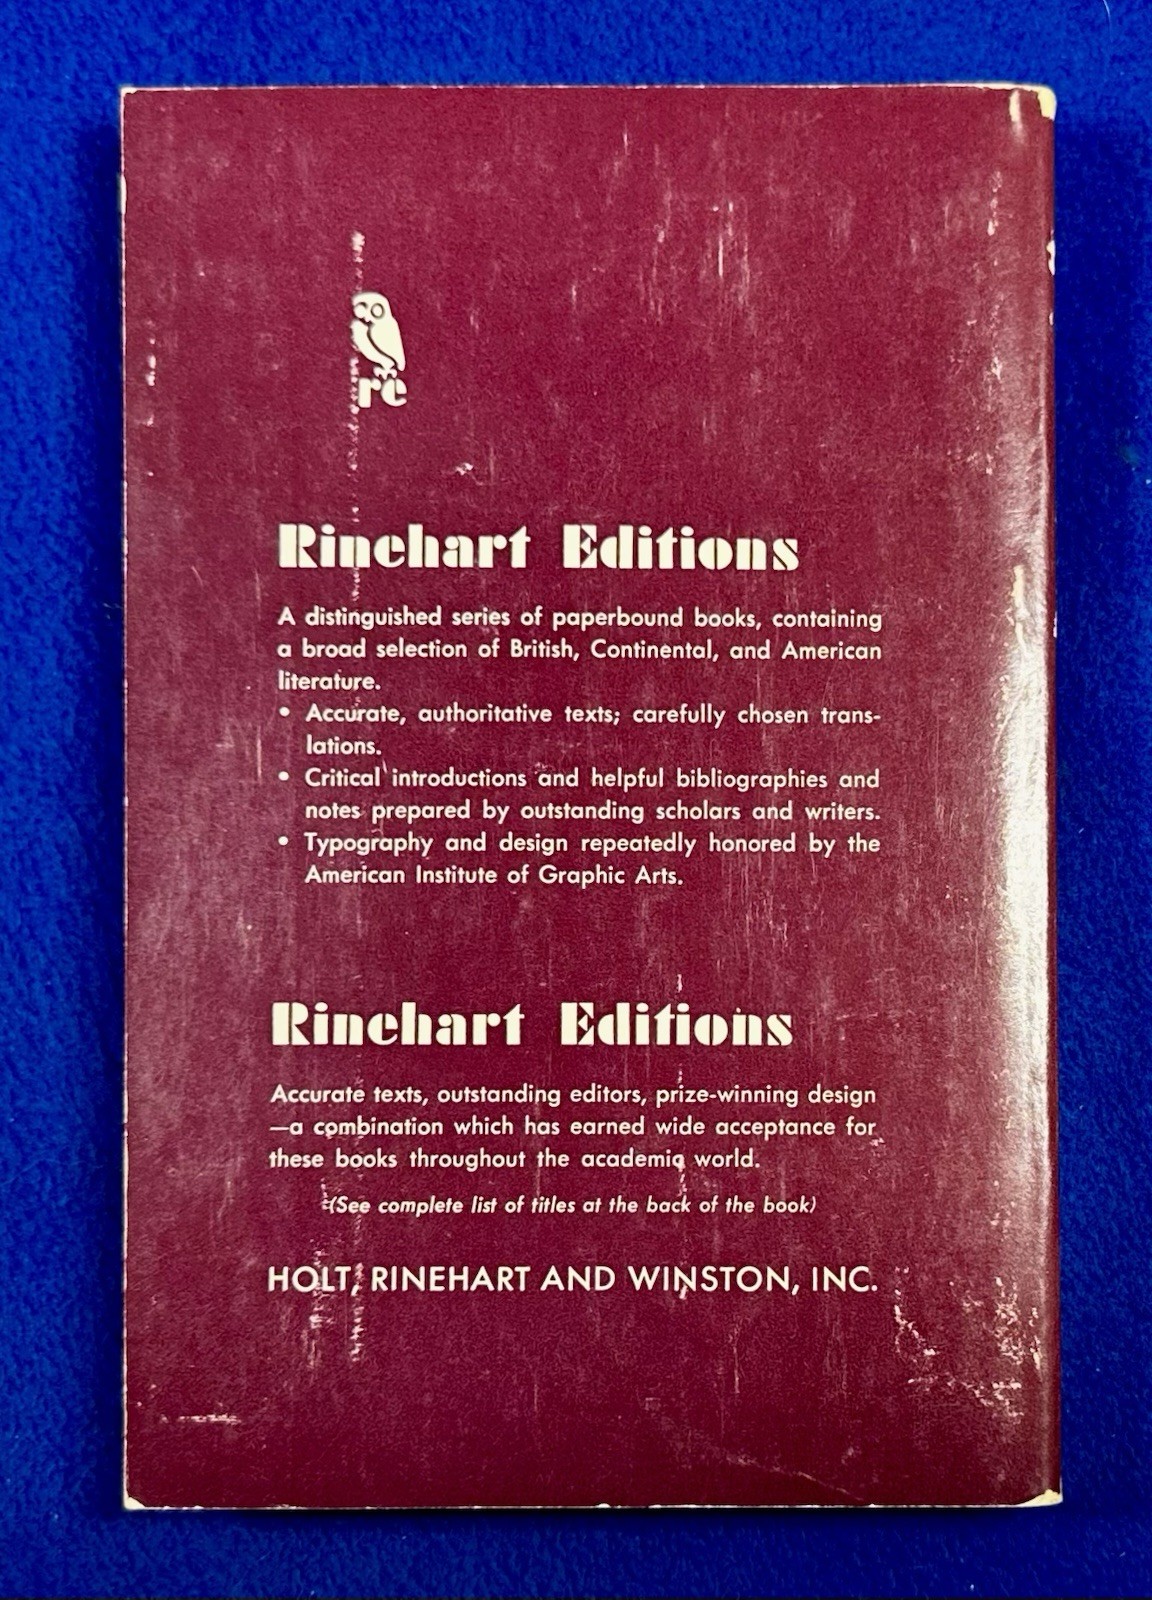 re
Rinehart Editions
A distinguished series of paperbound books, containing
a broad selection of British, Continental, and American
literature.
• Accurate, authoritative texts; carefully chosen trans-
lations.
• Critical introductions and helpful bibliographies and
notes prepared by outstanding scholars and writers.
• Typography and design repeatedly honored by the
American Institute of Graphic Arts.
Rinehart Editions
Accurate texts, outstanding editors, prize-winning design
—a combination which has earned wide acceptance for
these books throughout the academic world.
(See complete list of titles at the back of the book)
HOLT, RINEHART AND WINSTON, INC.